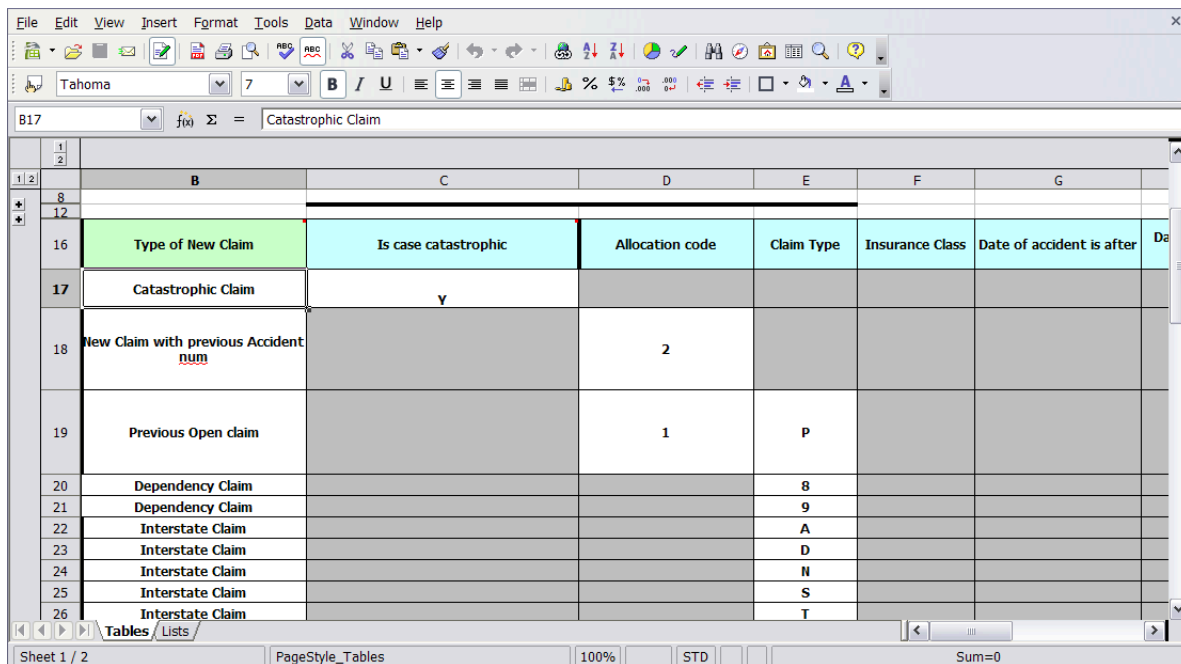 File Edit View Insert Format Tools Data Window Help
ABC ABC
Tahoma 7 B I U
B17 f(x) Σ = Catastrophic Claim
1
2
1 2 B C D E F G
8
12
16 Type of New Claim Is case catastrophic Allocation code Claim Type Insurance Class Date of accident is after Da
17 Catastrophic Claim Y
18 New Claim with previous Accident num 2
19 Previous Open claim 1 P
20 Dependency Claim 8
21 Dependency Claim 9
22 Interstate Claim A
23 Interstate Claim D
24 Interstate Claim N
25 Interstate Claim S
26 Interstate Claim T
Tables Lists
Sheet 1 / 2 PageStyle_Tables 100% STD Sum=0